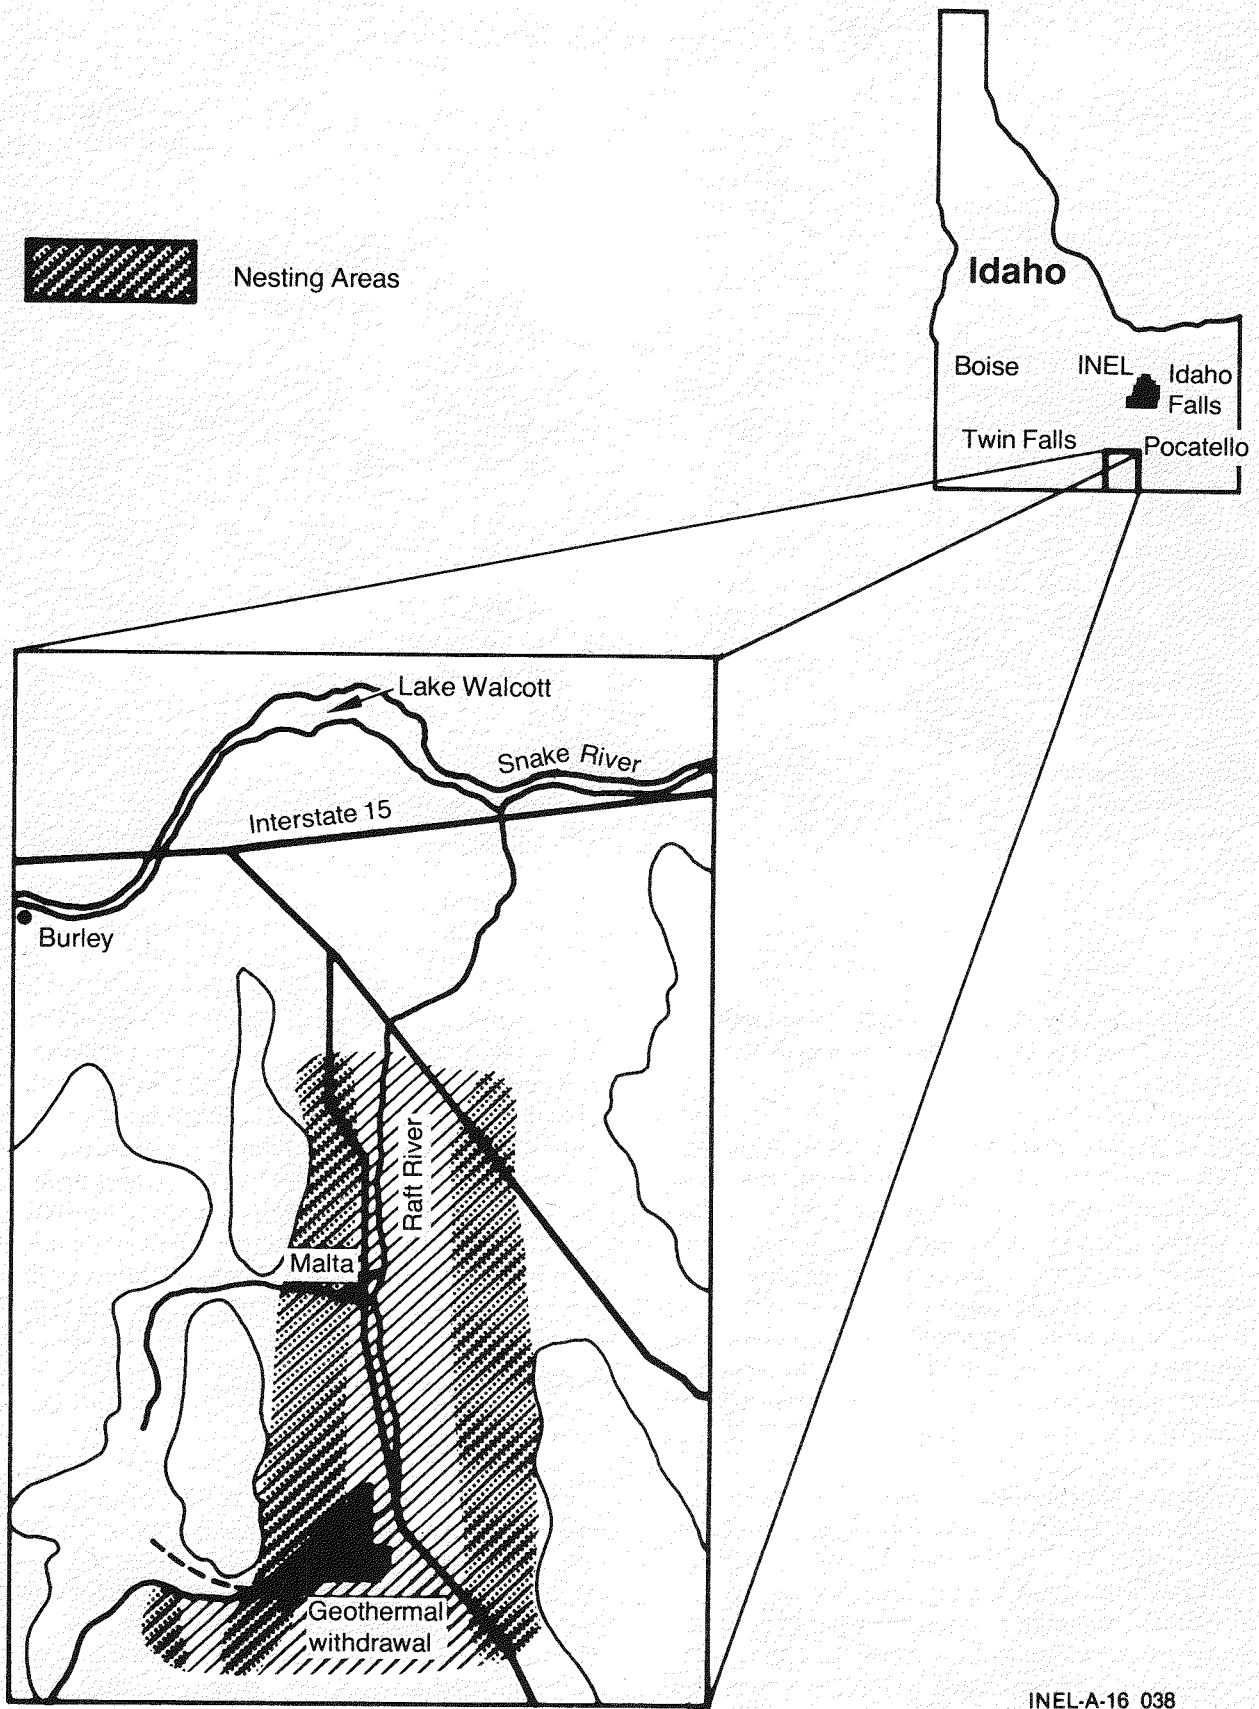 Nesting Areas
Idaho
Boise
INEL
Idaho
Falls
Twin Falls
Pocatello
Lake Walcott
Snake River
Interstate 15
Burley
Raft River
Malta
Geothermal
withdrawal
INEL-A-16 038